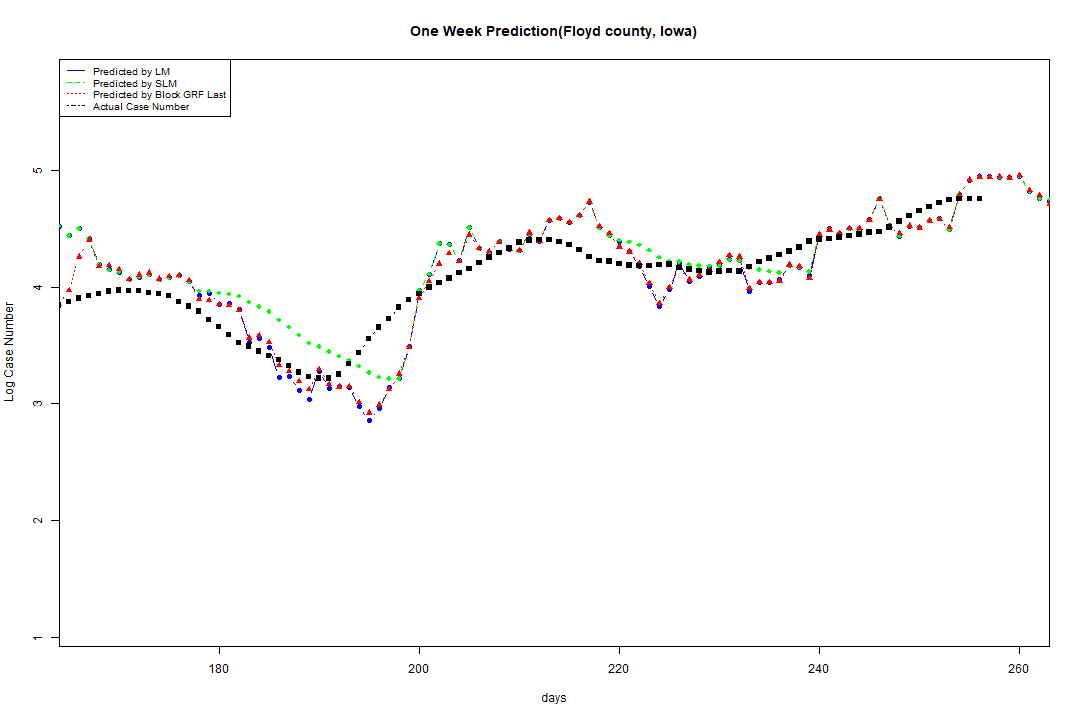 One Week Prediction(Floyd county, Iowa)
Predicted by LM
Predicted by SLM
Predicted by Block GRF Last
Actual Case Number
5
4
3
2
1
Log Case Number
180
200
220
240
260
days